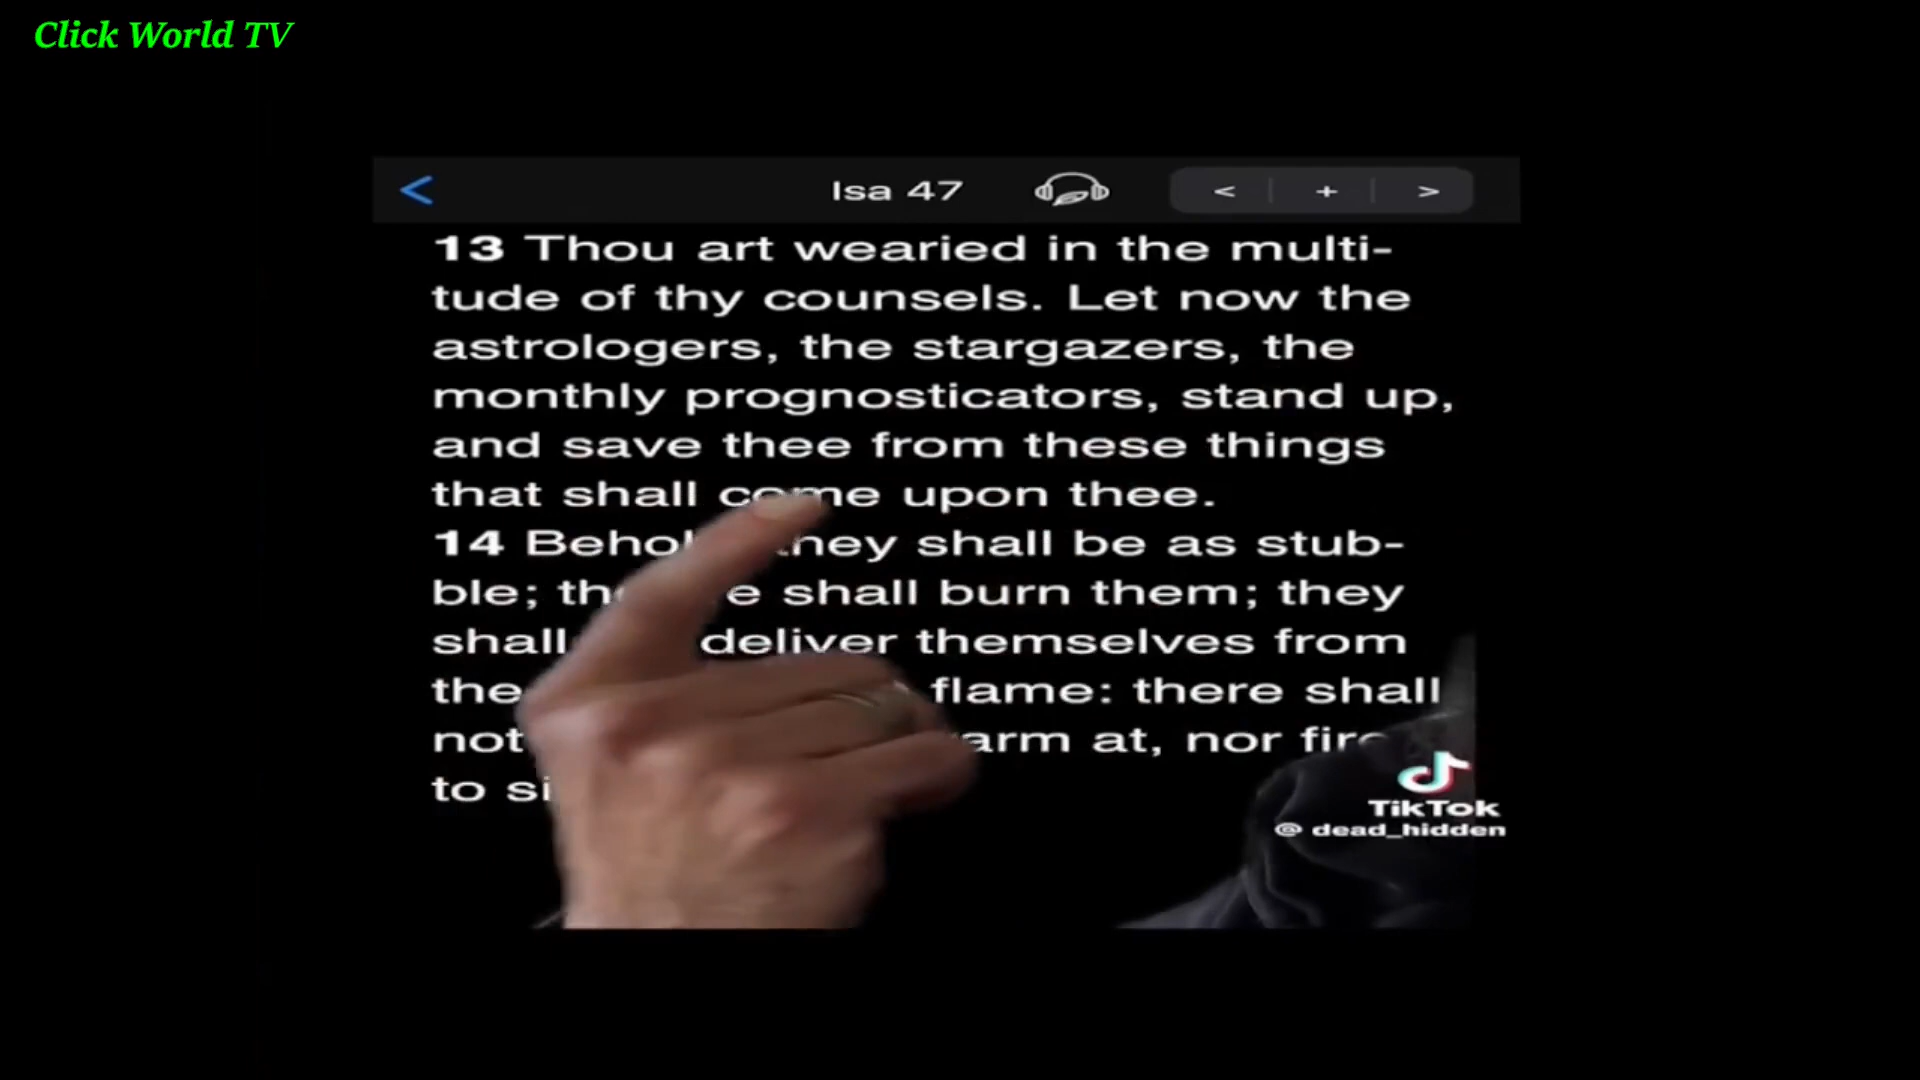 Click World TV
< Isa 47 < + >
13 Thou art wearied in the multi-
tude of thy counsels. Let now the
astrologers, the stargazers, the
monthly prognosticators, stand up,
and save thee from these things
that shall come upon thee.
14 they shall be as stub-
ble; shall burn them; they
shall deliver themselves from
the flame: there shall
not at, nor
to
TikTok
@ dead_hidden